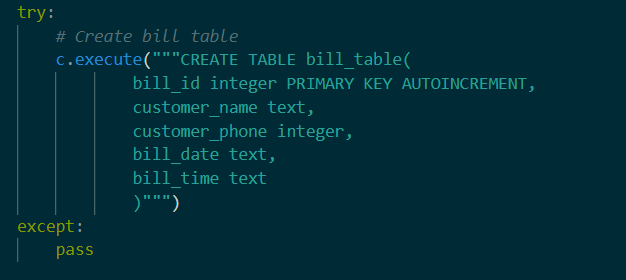 try:
# Create bill table
c.execute("""CREATE TABLE bill_table(
bill_id integer PRIMARY KEY AUTOINCREMENT,
customer_name text,
customer_phone integer,
bill_date text,
bill_time text
)""")
except:
pass